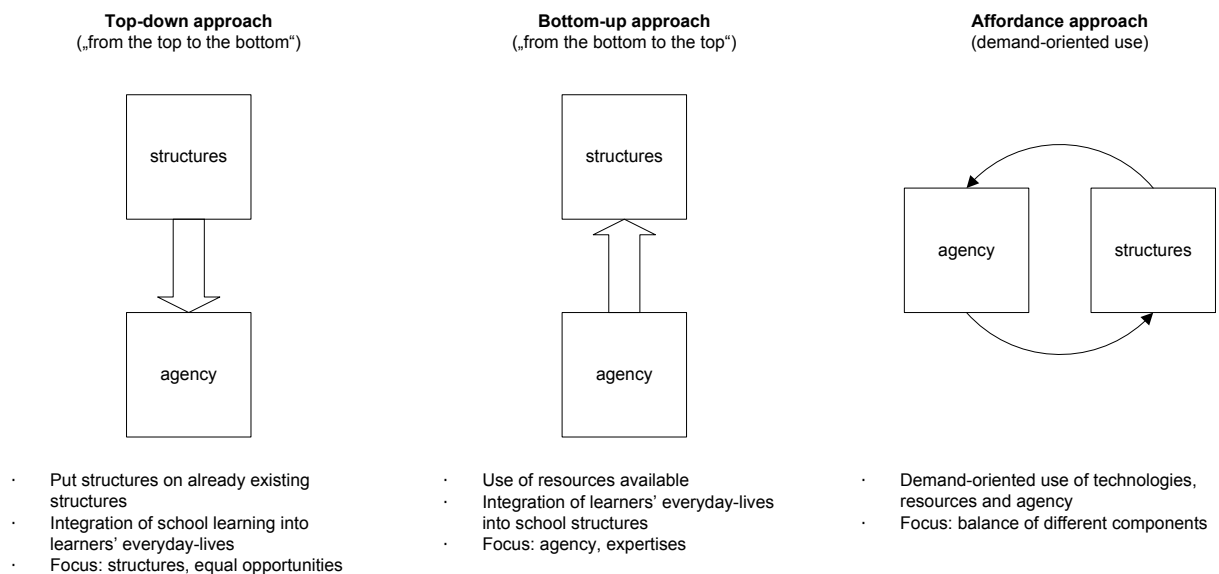 Top-down approach
(„from the top to the bottom“)
structures
agency
· Put structures on already existing
structures
· Integration of school learning into
learners’ everyday-lives
· Focus: structures, equal opportunities
Bottom-up approach
(„from the bottom to the top“)
structures
agency
· Use of resources available
· Integration of learners’ everyday-lives
into school structures
· Focus: agency, expertises
Affordance approach
(demand-oriented use)
agency
structures
· Demand-oriented use of technologies,
resources and agency
· Focus: balance of different components